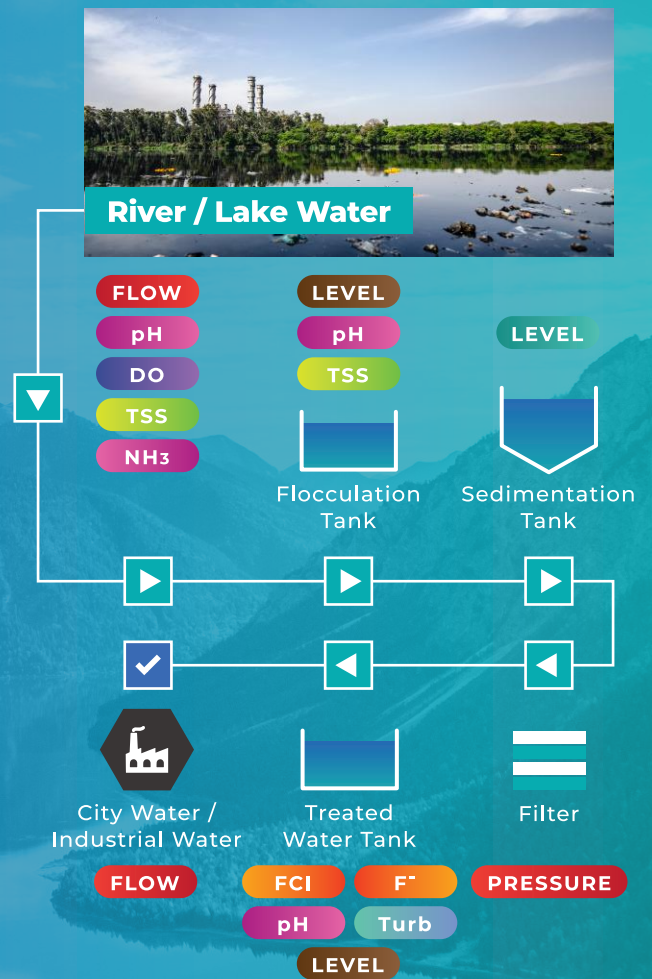 River / Lake Water
FLOW
pH
DO
TSS
NH₃
LEVEL
pH
TSS
Flocculation
Tank
LEVEL
Sedimentation
Tank
City Water /
Industrial Water
FLOW
Treated
Water Tank
FCl
F⁻
pH
Turb
LEVEL
Filter
PRESSURE